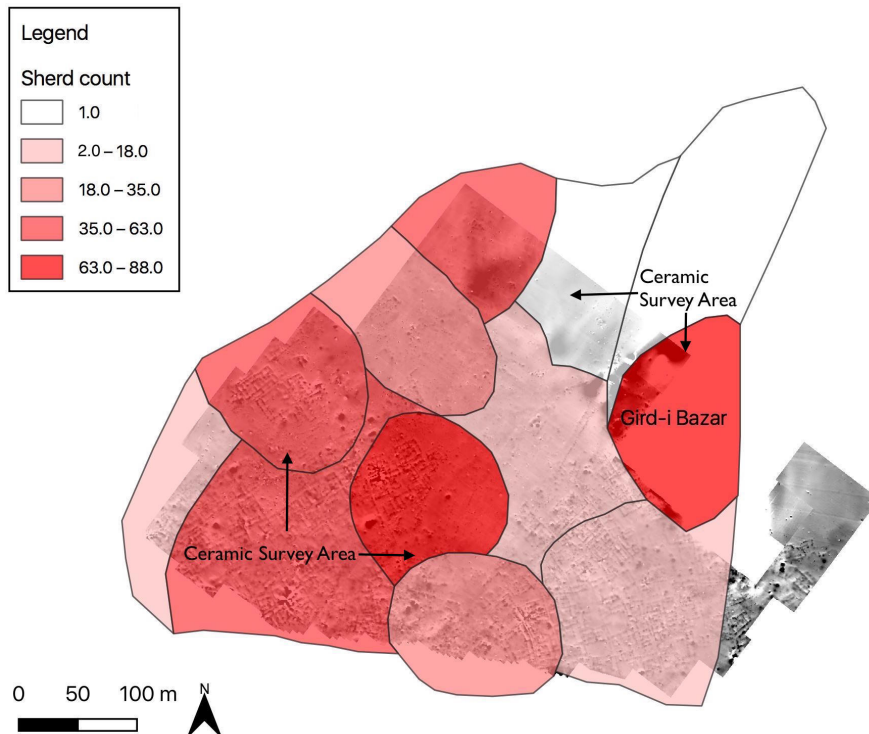 Legend
Sherd count
1.0
2.0 – 18.0
18.0 – 35.0
35.0 – 63.0
63.0 – 88.0
Ceramic
Survey Area
Gird-i Bazar
Ceramic Survey Area
0 50 100 m
N